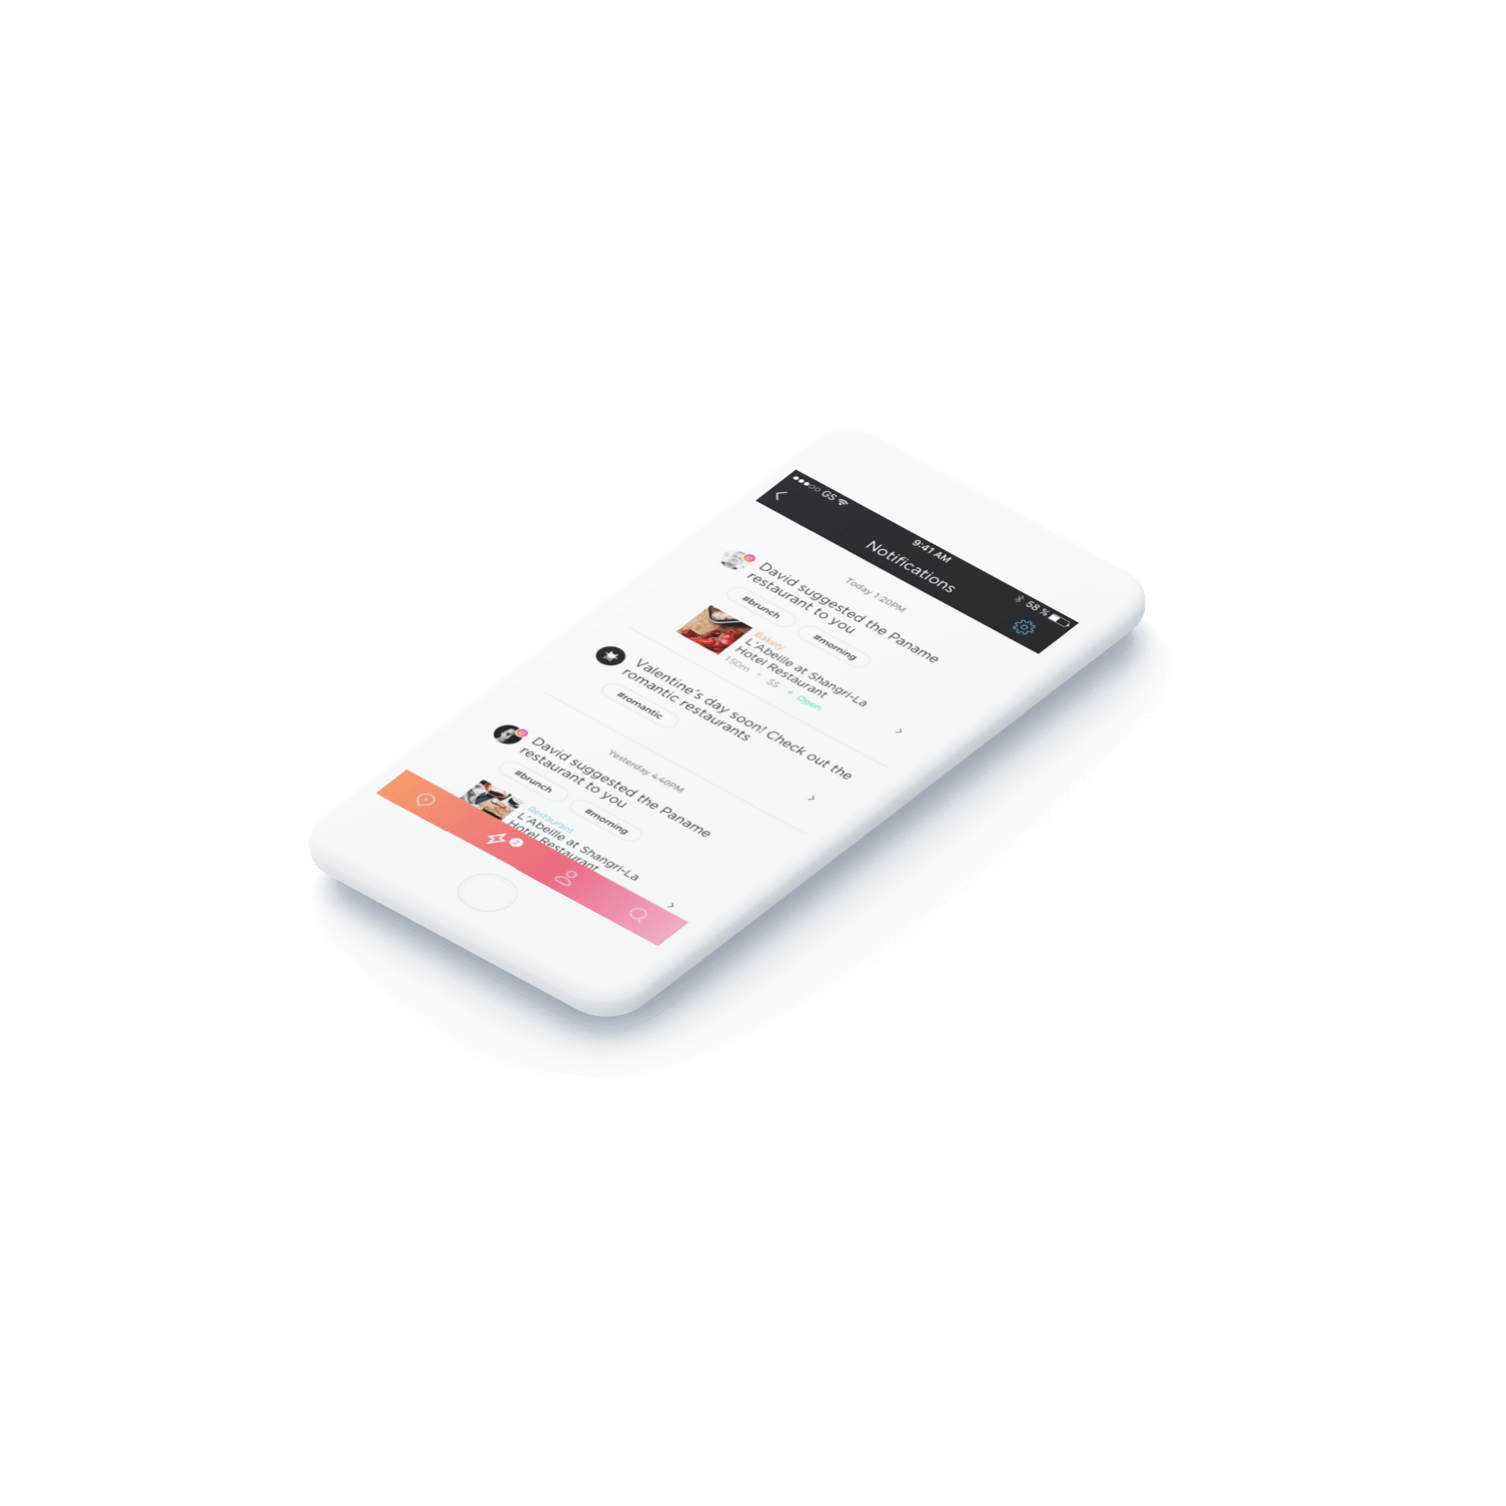 GS 9:41 AM 58 %
Notifications
Today 1:20PM
David suggested the Paname
restaurant to you
#brunch #morning
Bakery
L'Abeille at Shangri-La
Hotel Restaurant
150m • $$ • Open
Valentine's day soon! Check out the
romantic restaurants
#romantic
Yesterday 4:40PM
David suggested the Paname
restaurant to you
#brunch #morning
Restaurant
L'Abeille at Shangri-La
Hotel Restaurant
2